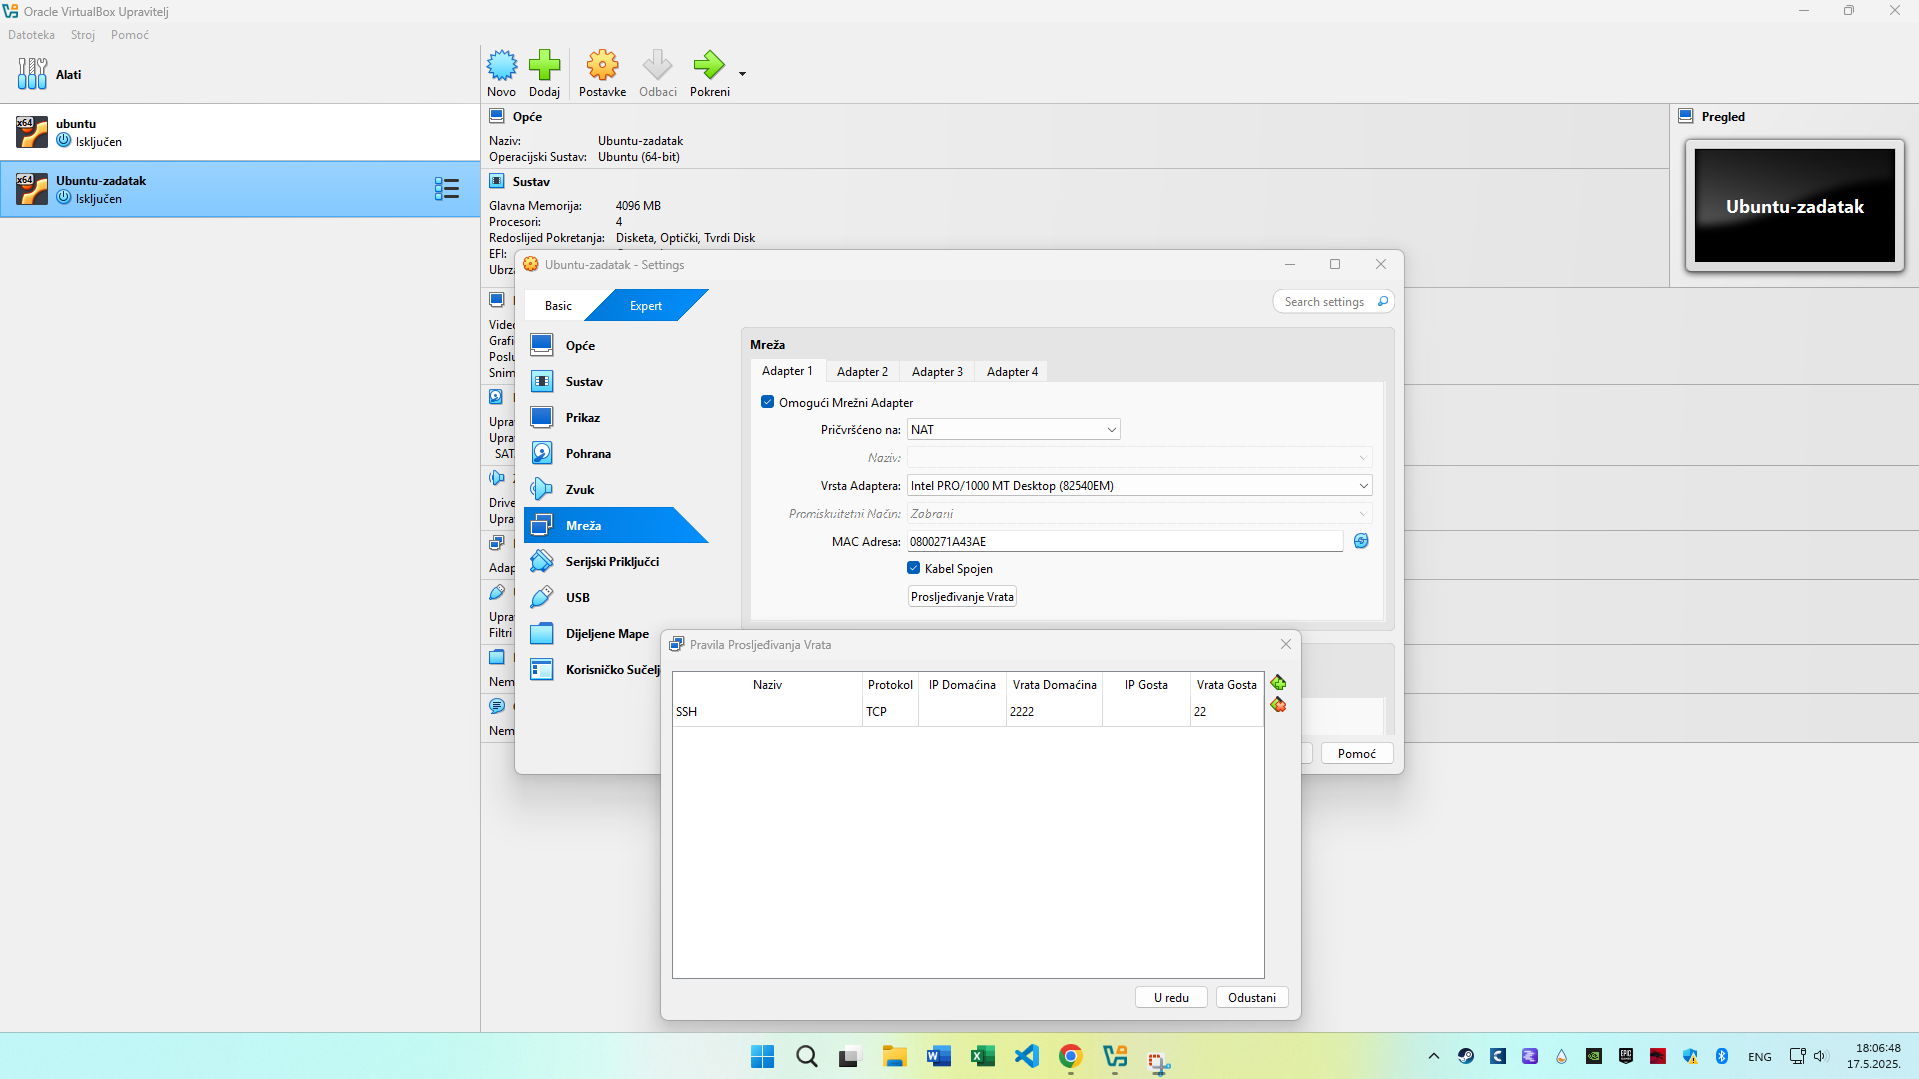 Oracle VirtualBox Upravitelj
Datoteka Stroj Pomoć
Alati
Novo Dodaj Postavke Odbaci Pokreni
x64 ubuntu
Isključen
x64 Ubuntu-zadatak
Isključen
Opće
Naziv: Ubuntu-zadatak
Operacijski Sustav: Ubuntu (64-bit)
Sustav
Glavna Memorija: 4096 MB
Procesori: 4
Redoslijed Pokretanja: Disketa, Optički, Tvrdi Disk
EFI:
Ubrza
Pregled
Ubuntu-zadatak
Video
Grafi
Poslu
Snim
Upra
Upra
SAT
Drive
Upra
Adap
Upra
Filtri
Nem
Nem
Ubuntu-zadatak - Settings
Basic Expert
Search settings
Opće
Sustav
Prikaz
Pohrana
Zvuk
Mreža
Serijski Priključci
USB
Dijeljene Mape
Korisničko Sučelj
Mreža
Adapter 1 Adapter 2 Adapter 3 Adapter 4
Omogući Mrežni Adapter
Pričvršćeno na: NAT
Naziv:
Vrsta Adaptera: Intel PRO/1000 MT Desktop (82540EM)
Promiskuitetni Način: Zabrani
MAC Adresa: 0800271A43AE
Kabel Spojen
Prosljeđivanje Vrata
Pomoć
Pravila Prosljeđivanja Vrata
Naziv Protokol IP Domaćina Vrata Domaćina IP Gosta Vrata Gosta
SSH TCP 2222 22
U redu Odustani
ENG
18:06:48
17.5.2025.